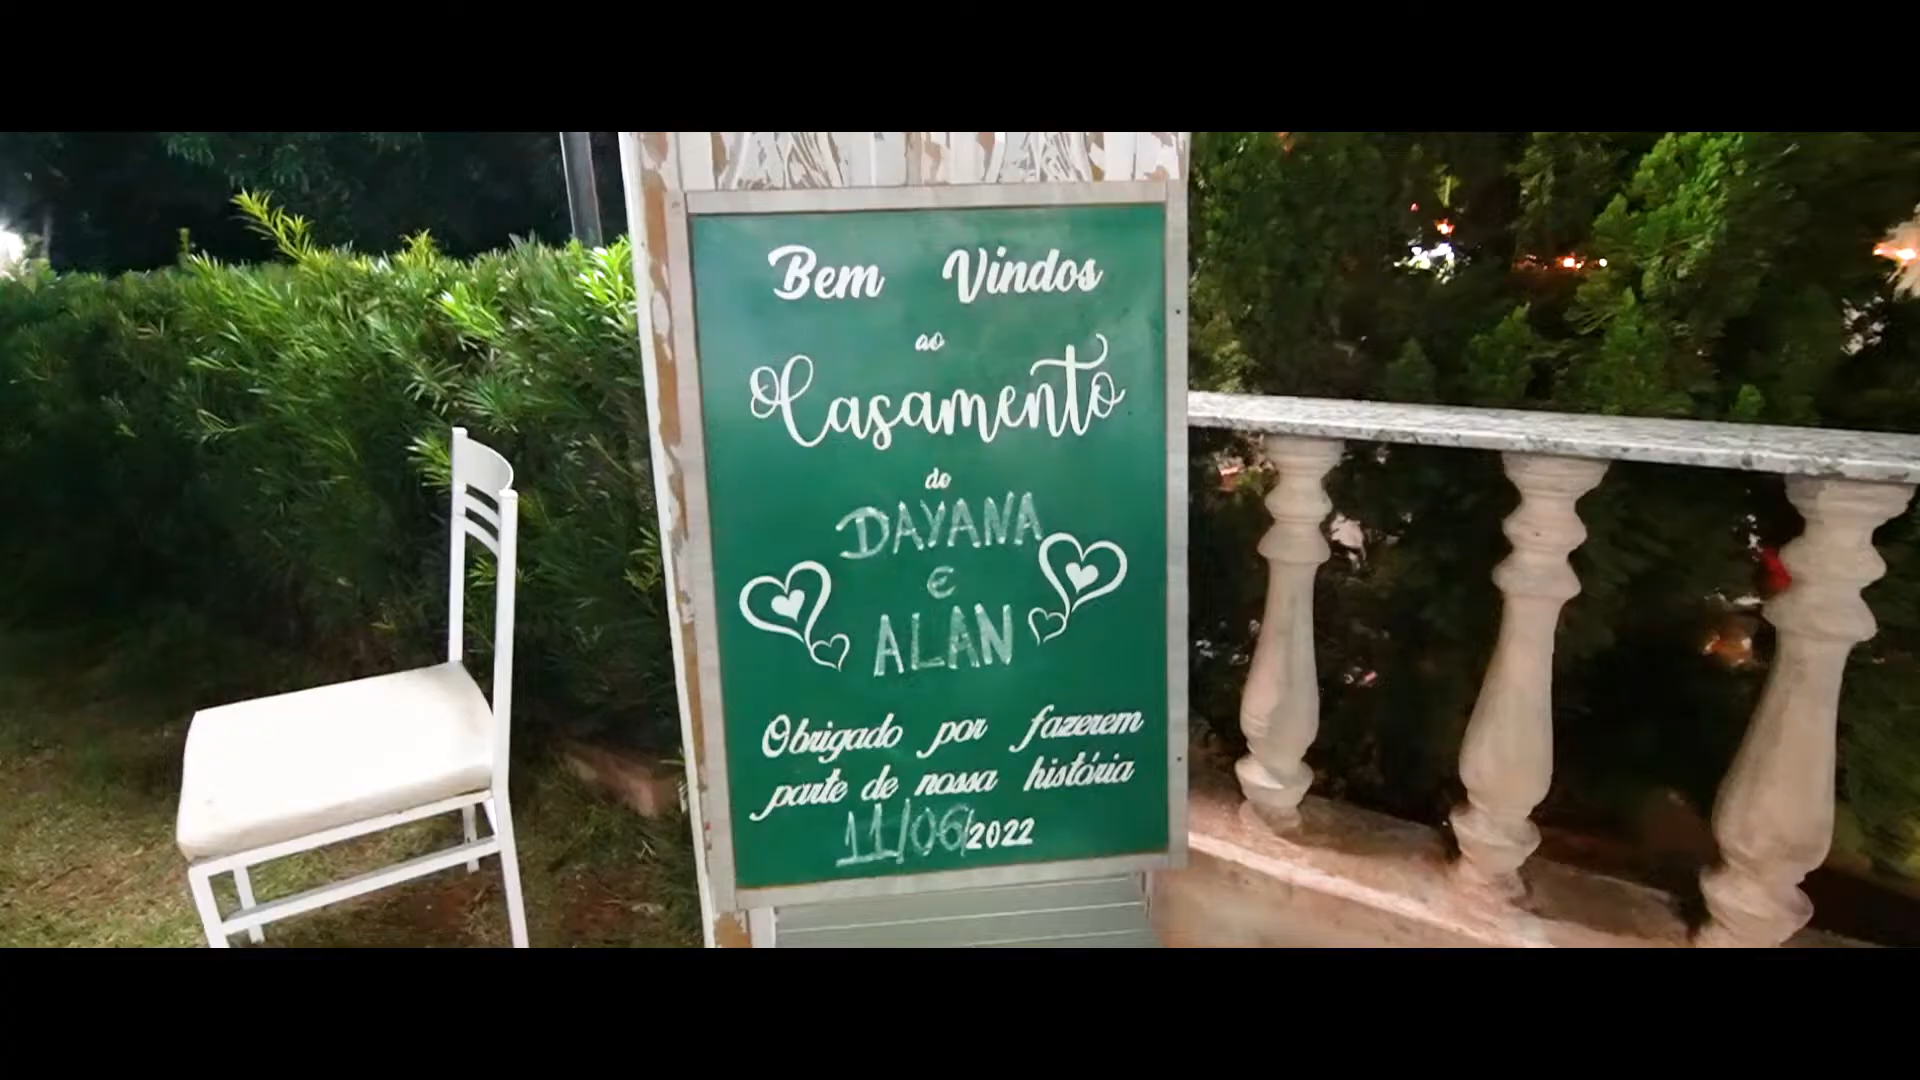 Bem Vindos
ao
Casamento
de
DAYANA
e
ALAN
Obrigado por fazerem
parte de nossa história
11/06/2022